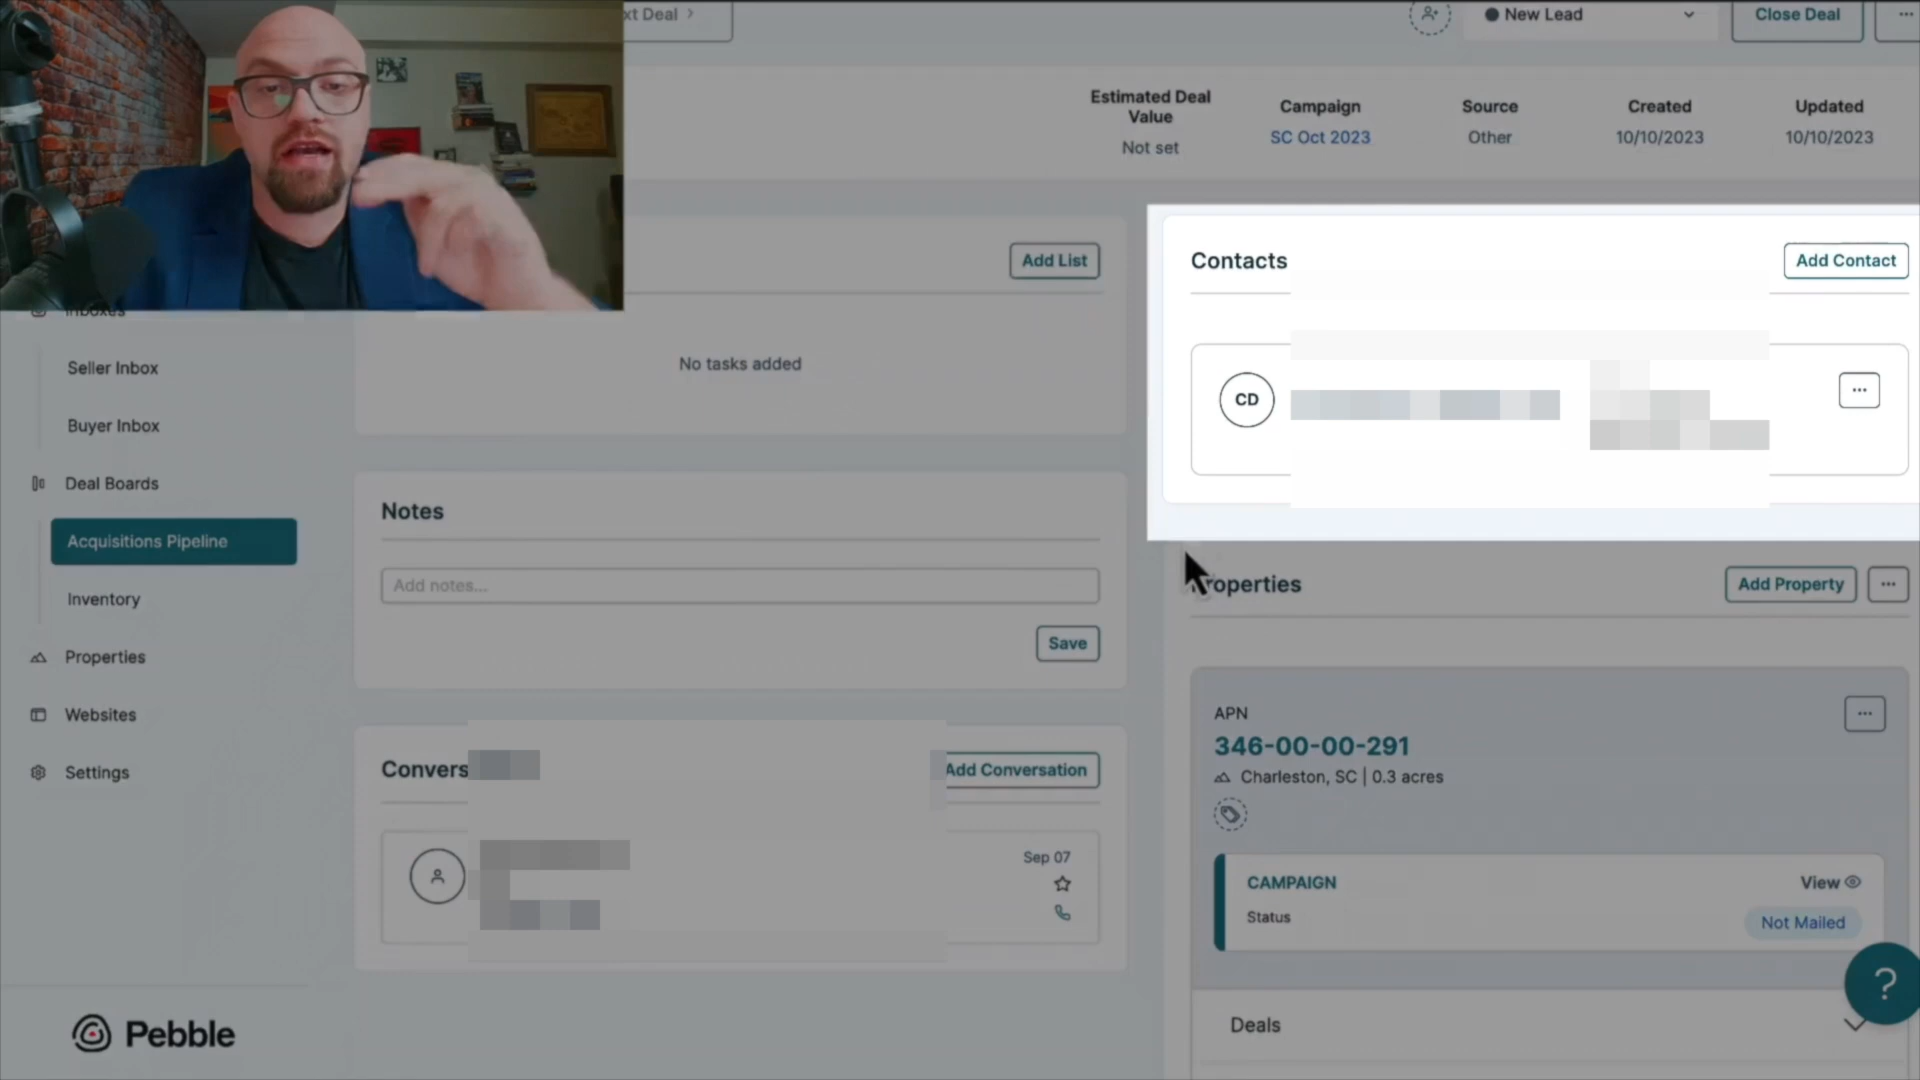 xt Deal
New Lead
Close Deal
Estimated Deal
Value
Not set
Campaign
SC Oct 2023
Source
Other
Created
10/10/2023
Updated
10/10/2023
Inboxes
Seller Inbox
Buyer Inbox
Deal Boards
Acquisitions Pipeline
Inventory
Properties
Websites
Settings
Pebble
Add List
No tasks added
Notes
Add notes...
Save
Convers
Add Conversation
Sep 07
Contacts
Add Contact
CD
roperties
Add Property
APN
346-00-00-291
Charleston, SC | 0.3 acres
CAMPAIGN
View
Status
Not Mailed
Deals
?